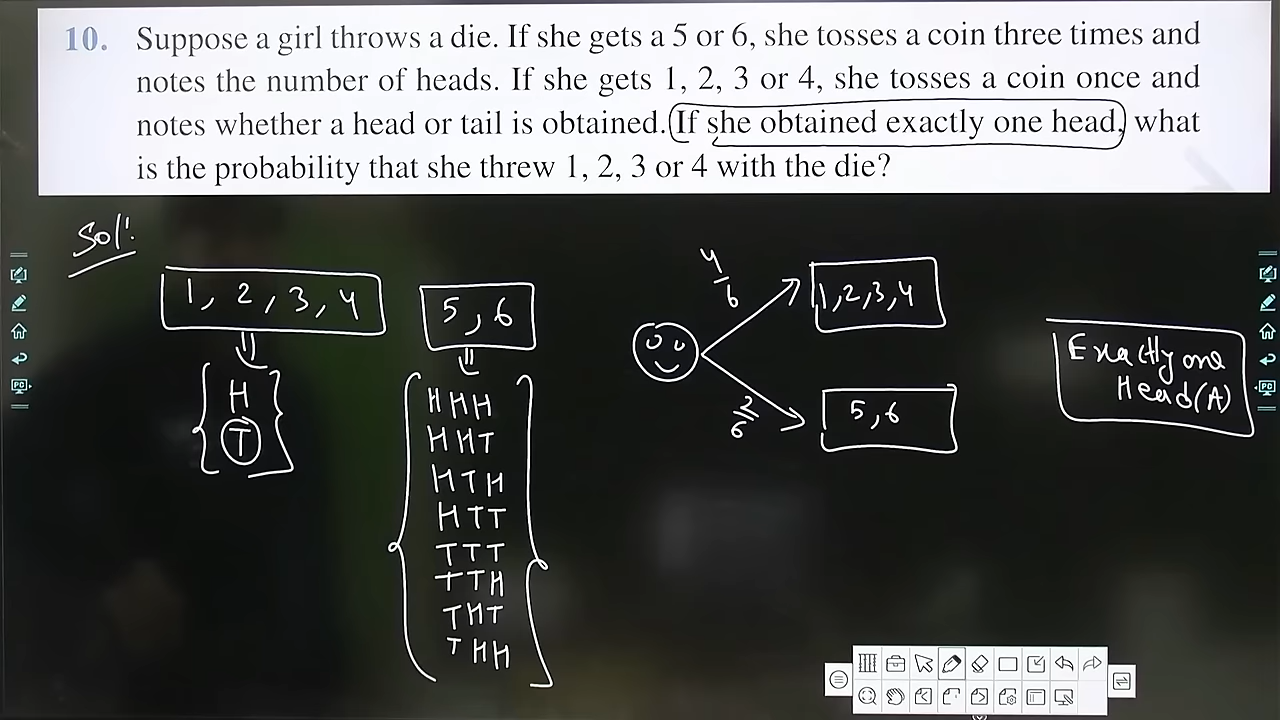 10. Suppose a girl throws a die. If she gets a 5 or 6, she tosses a coin three times and
notes the number of heads. If she gets 1, 2, 3 or 4, she tosses a coin once and
notes whether a head or tail is obtained. If she obtained exactly one head, what
is the probability that she threw 1, 2, 3 or 4 with the die?
Sol!
1, 2, 3, 4
H
T
5, 6
HHH
HHT
HTH
HTT
TTT
TTH
THT
THH
4/6
1,2,3,4
2/6
5,6
Exactly one
Head(A)
PC
PC